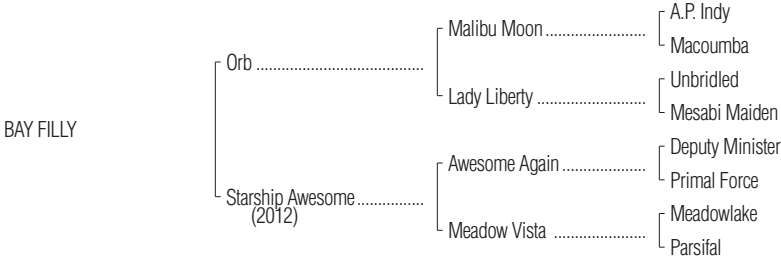 A.P. Indy
Malibu Moon ........................
Macoumba
Orb .......................................
Unbridled
Lady Liberty ..........................
Mesabi Maiden
BAY FILLY
Deputy Minister
Awesome Again ....................
Primal Force
Starship Awesome ................
(2012)
Meadowlake
Meadow Vista ......................
Parsifal